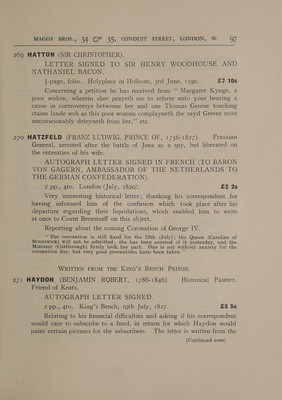 MAGGS BROS., 34 & 35, CONDUIT STREET, LONDON, W. 97
269 HATTON (SIR CHRISTOPHER).
LETTER SIGNED TO SIR HENRY WOODHOUSE AND
NATHANIEL BACON.
½-page, folio. Holyplace in Holborn, 3rd June, 1590. £7 10s
Concerning a petition he has received from "Margaret Kynge, a
poor widow, wherein shee prayeth me to referre unto your hearing a
cause in controversye betweene her and one Thomas Greene touching
ctaine lande wch as this poor woman complayneth the sayd Greene most
unconscionably deteyneth from her," etc.
270 HATZFELD (FRANZ LUDWIG, PRINCE OF, 1756-1827). Prussian
General, arrested after the battle of Jena as a spy, but liberated on
the entreaties of his wife.
AUTOGRAPH LETTER SIGNED IN FRENCH (TO BARON
VON GAGERN, AMBASSADOR OF THE NETHERLANDS TO
THE GERMAN CONFEDERATION).
2 pp., 4to. London (July, 1820). £2 2s
Very interesting historical letter; thanking his correspondent for
having informed him of the confusion which took place after his
departure regarding their liquidations, which enabled him to write
at once to Count Bernstorff on this object.
Reporting about the coming Coronation of George IV.
"The coronation is still fixed for the 19th (July); the Queen (Caroline of
Brunswick) will not be admitted, she has been assured of it yesterday, and the
Minister (Chatterough) firmly took her part. One is not without anxiety for the
coronation day, but very good precautions have been taken."
WRITTEN FROM THE KING'S BENCH PRISON.
271 HAYDON (BENJAMIN ROBERT, 1786-1846). Historical Painter.
Friend of Keats.
AUTOGRAPH LETTER SIGNED.
2 pp., 4to. King's Bench, 19th July, 1827. £5 5s
Relating to his financial difficulties and asking if his correspondent
would care to subscribe to a fund, in return for which Haydon would
paint certain pictures for the subscribers. The letter is written from the
(Continued over)